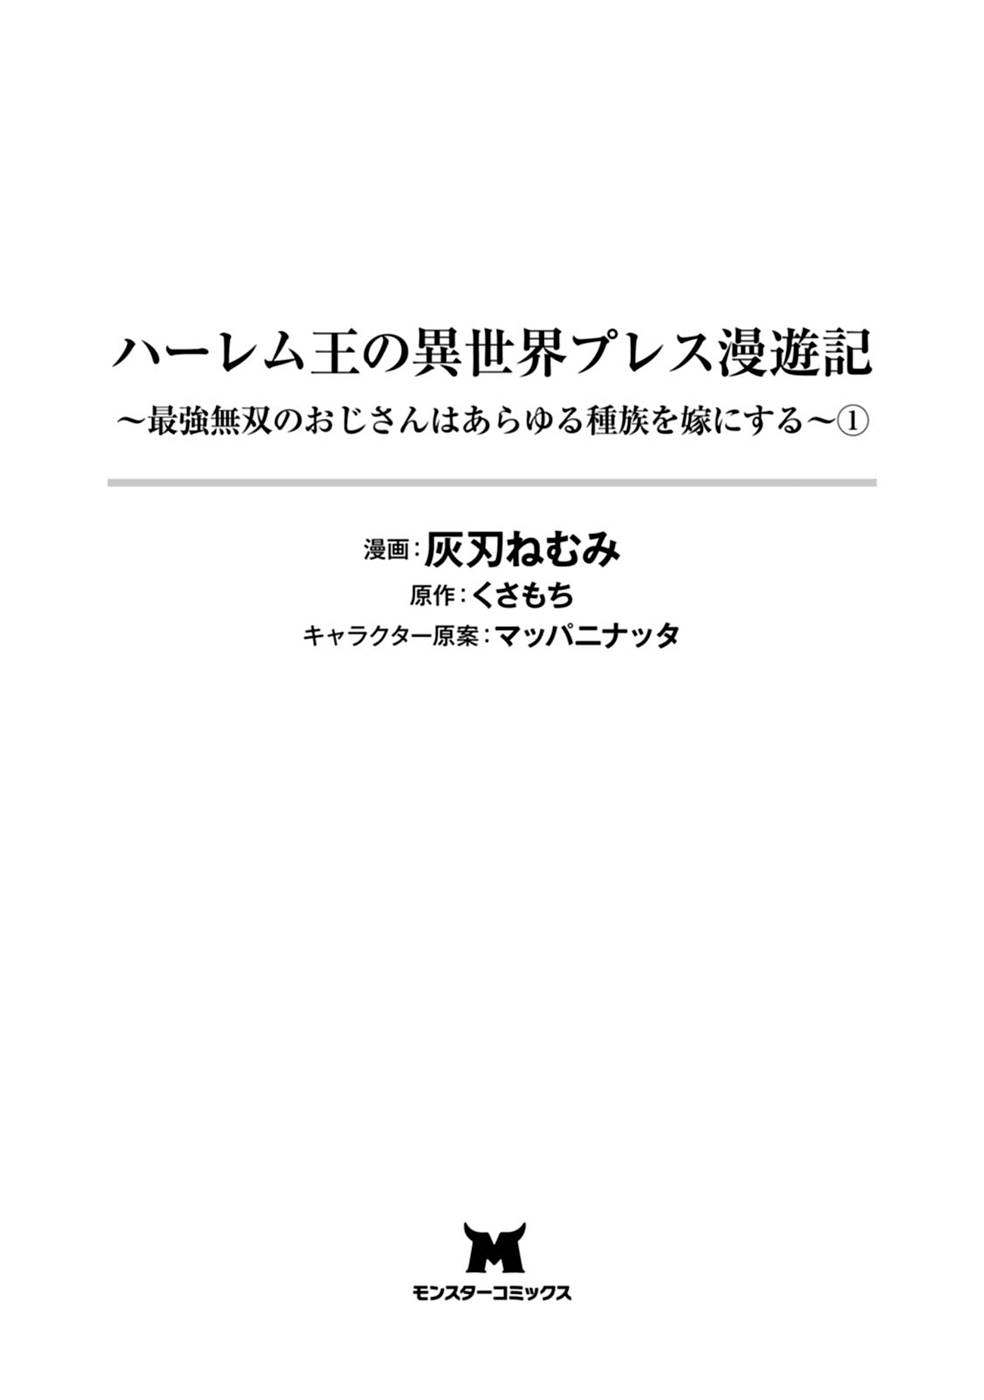 ハーレム王の異世界プレス漫遊記
～最強無双のおじさんはあらゆる種族を嫁にする～①
漫画：灰刃ねむみ
原作：くさもち
キャラクター原案：マッパニナッタ
M
モンスターコミックス